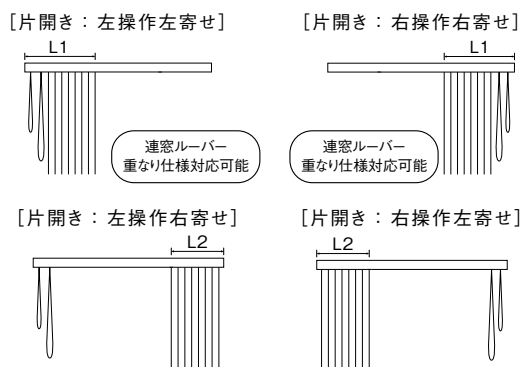 [片開き：左操作左寄せ]
L1
連窓ルーバー
重なり仕様対応可能
[片開き：右操作右寄せ]
L1
連窓ルーバー
重なり仕様対応可能
[片開き：左操作右寄せ]
L2
[片開き：右操作左寄せ]
L2